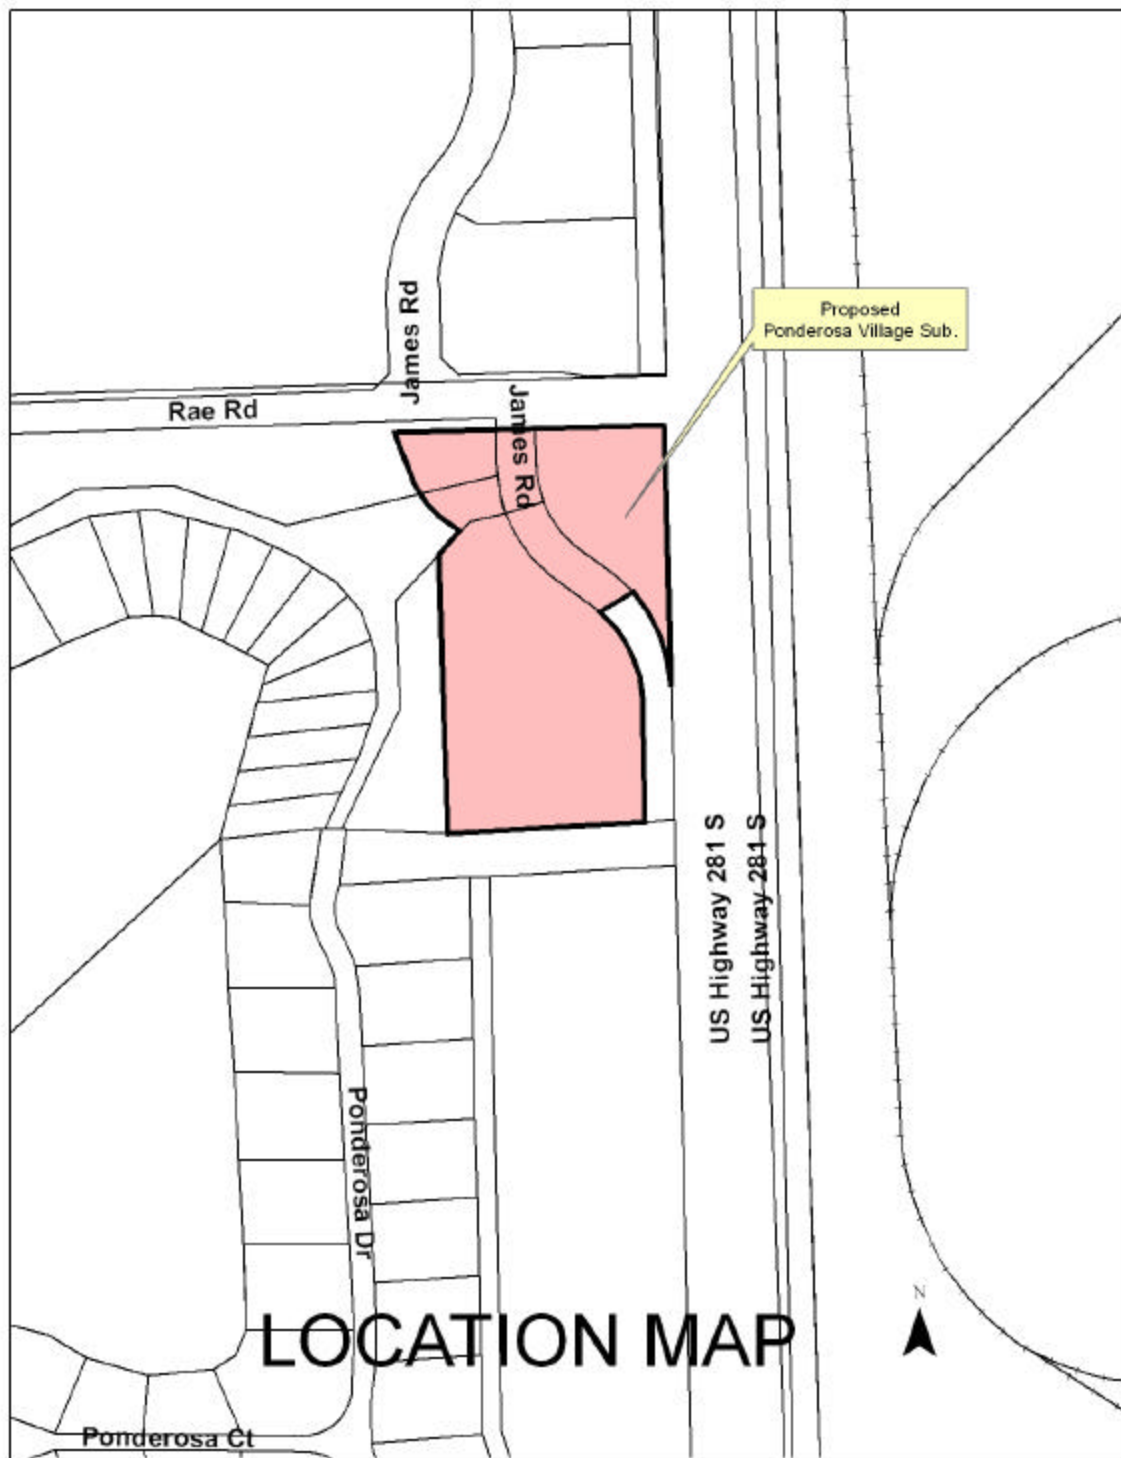 James Rd
Proposed
Ponderosa Village Sub.
Rae Rd
James Rd
US Highway 281 S
US Highway 281 S
Ponderosa Dr
N
LOCATION MAP
Ponderosa Ct